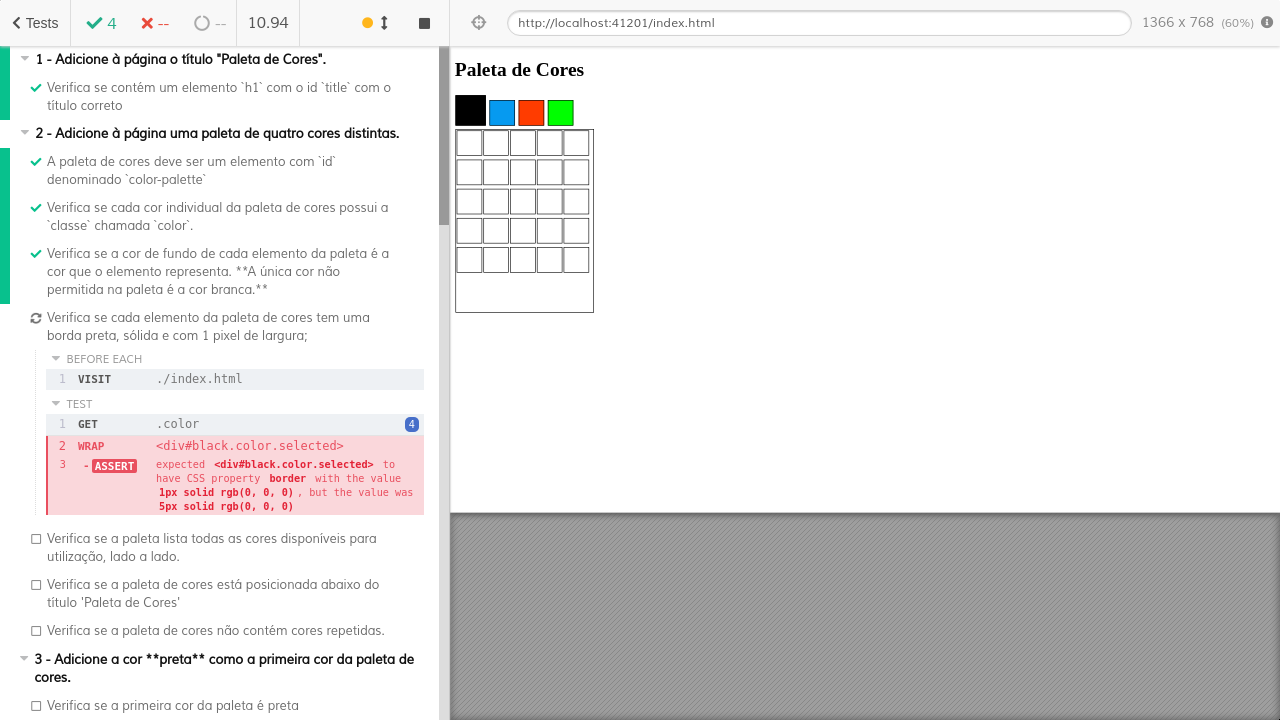 Tests 4 -- -- 10.94
http://localhost:41201/index.html 1366 x 768 (60%)
1 - Adicione à página o título "Paleta de Cores".
Verifica se contém um elemento `h1` com o id `title` com o
título correto
2 - Adicione à página uma paleta de quatro cores distintas.
A paleta de cores deve ser um elemento com `id`
denominado `color-palette`
Verifica se cada cor individual da paleta de cores possui a
`classe` chamada `color`.
Verifica se a cor de fundo de cada elemento da paleta é a
cor que o elemento representa. **A única cor não
permitida na paleta é a cor branca.**
Verifica se cada elemento da paleta de cores tem uma
borda preta, sólida e com 1 pixel de largura;
BEFORE EACH
1 VISIT ./index.html
TEST
1 GET .color 4
2 WRAP <div#black.color.selected>
3 - ASSERT expected <div#black.color.selected> to
have CSS property border with the value
1px solid rgb(0, 0, 0) , but the value was
5px solid rgb(0, 0, 0)
Verifica se a paleta lista todas as cores disponíveis para
utilização, lado a lado.
Verifica se a paleta de cores está posicionada abaixo do
título 'Paleta de Cores'
Verifica se a paleta de cores não contém cores repetidas.
3 - Adicione a cor **preta** como a primeira cor da paleta de
cores.
Verifica se a primeira cor da paleta é preta
Paleta de Cores